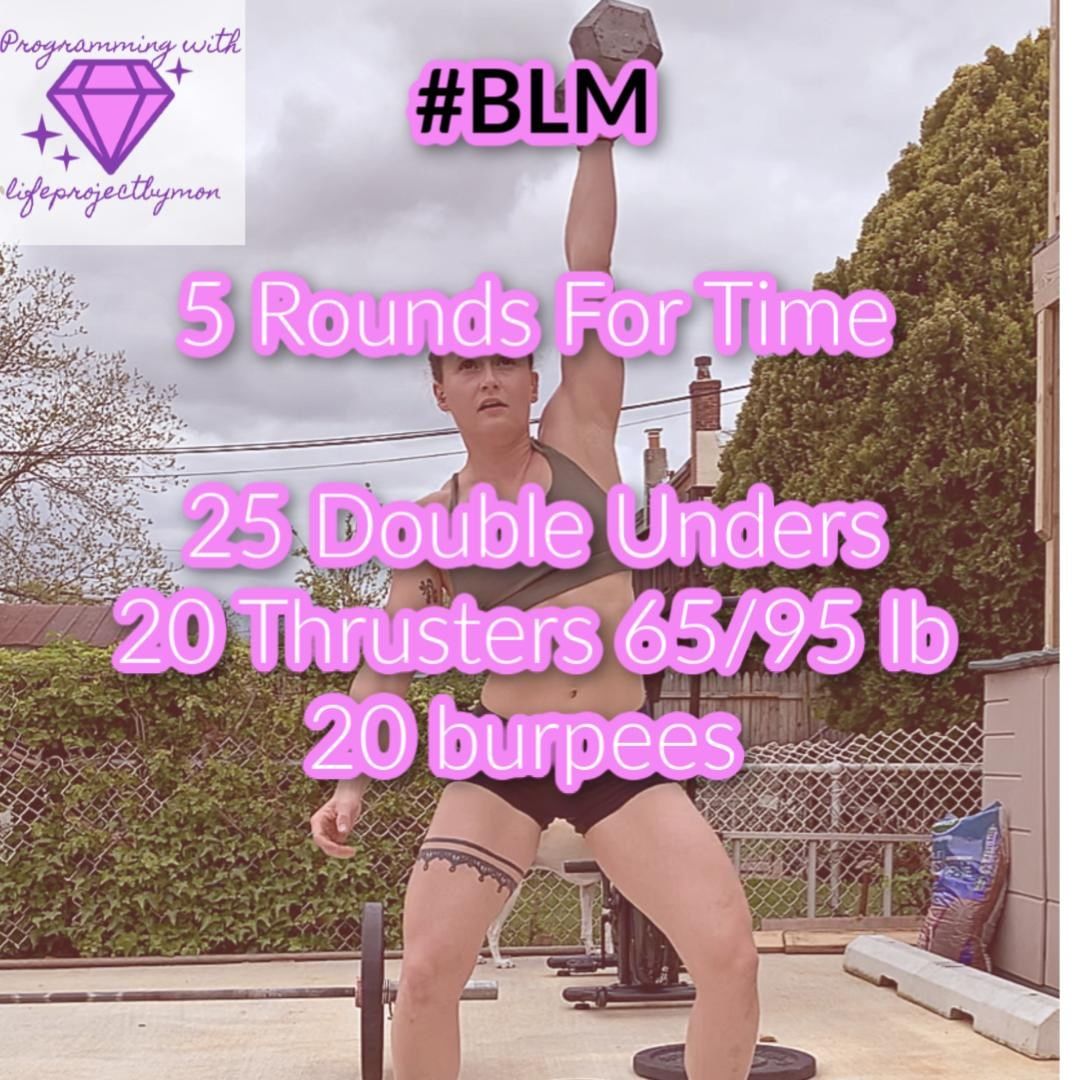 Programming with
lifeprojectbymon
#BLM
5 Rounds For Time
25 Double Unders
20 Thrusters 65/95 lb
20 burpees